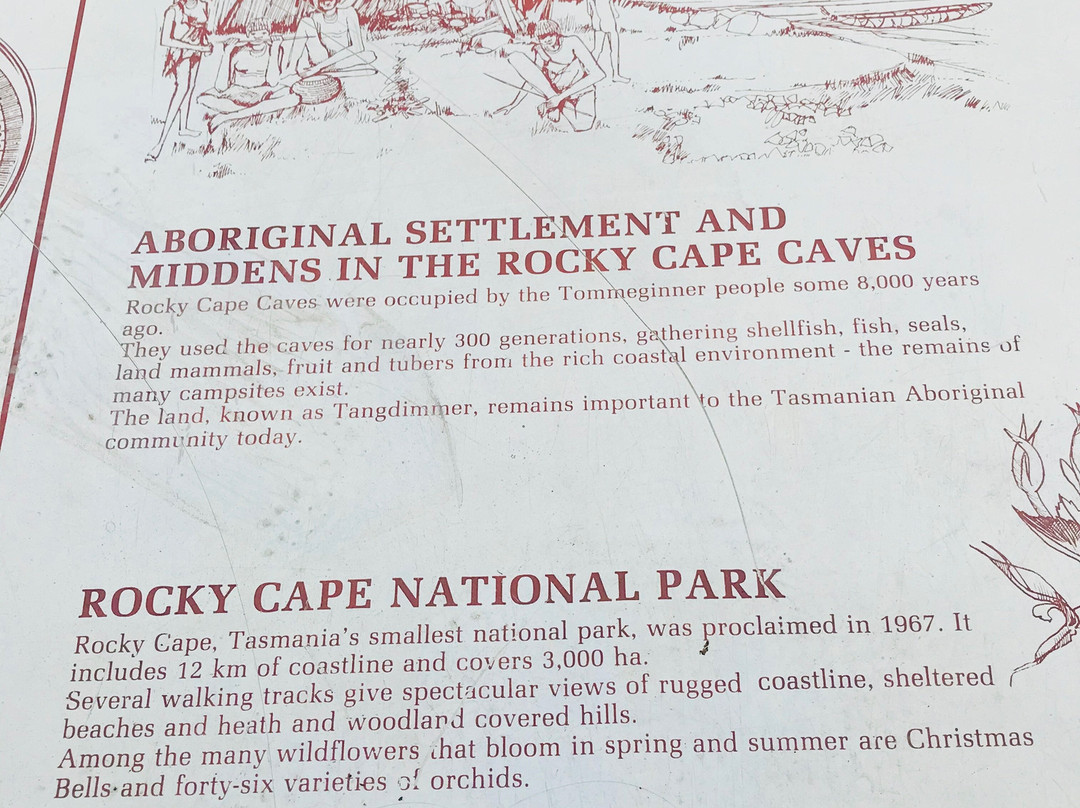 ABORIGINAL SETTLEMENT AND
MIDDENS IN THE ROCKY CAPE CAVES
Rocky Cape Caves were occupied by the Tommeginner people some 8,000 years
ago.
They used the caves for nearly 300 generations, gathering shellfish, fish, seals,
land mammals, fruit and tubers from the rich coastal environment - the remains of
many campsites exist.
The land, known as Tangdimmer, remains important to the Tasmanian Aboriginal
community today.
ROCKY CAPE NATIONAL PARK
Rocky Cape, Tasmania's smallest national park, was proclaimed in 1967. It
includes 12 km of coastline and covers 3,000 ha.
Several walking tracks give spectacular views of rugged coastline, sheltered
beaches and heath and woodland covered hills.
Among the many wildflowers that bloom in spring and summer are Christmas
Bells and forty-six varieties of orchids.